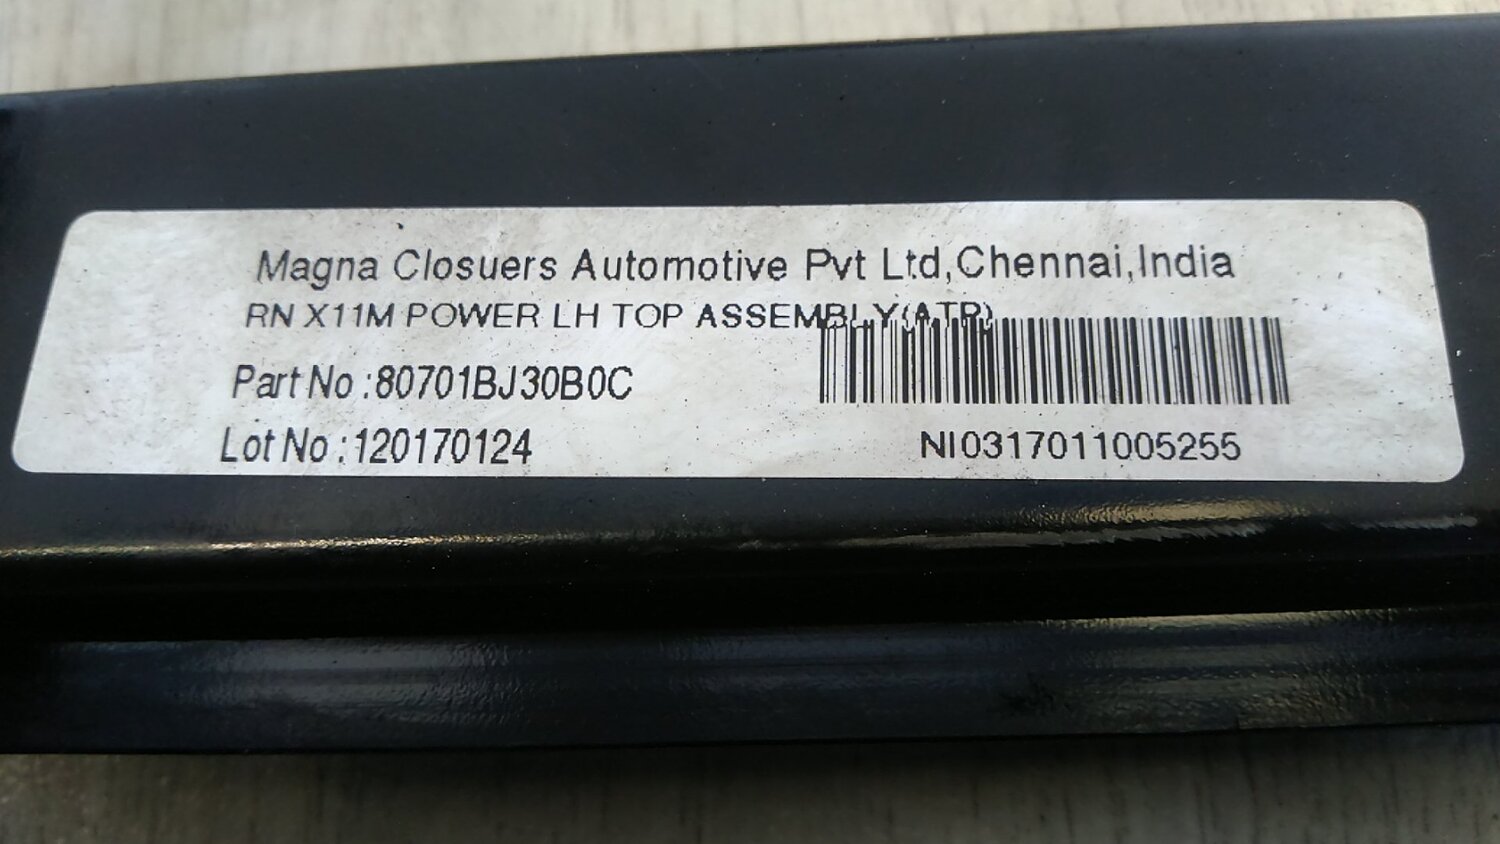 Magna Closuers Automotive Pvt Ltd,Chennai,India
RN X11M POWER LH TOP ASSEMBLY(ATP)
Part No :80701BJ30B0C
Lot No :120170124
NI0317011005255